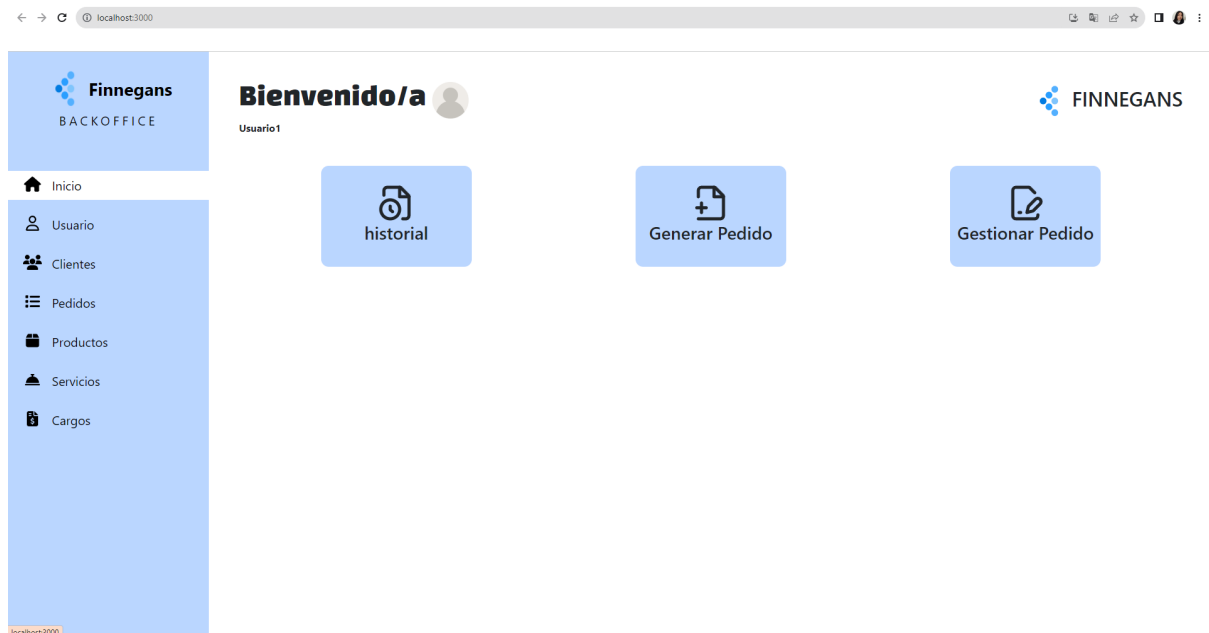 localhost:3000
Finnegans
BACKOFFICE
Bienvenido/a
Usuario1
FINNEGANS
Inicio
Usuario
Clientes
Pedidos
Productos
Servicios
Cargos
historial
Generar Pedido
Gestionar Pedido
localhost:3000